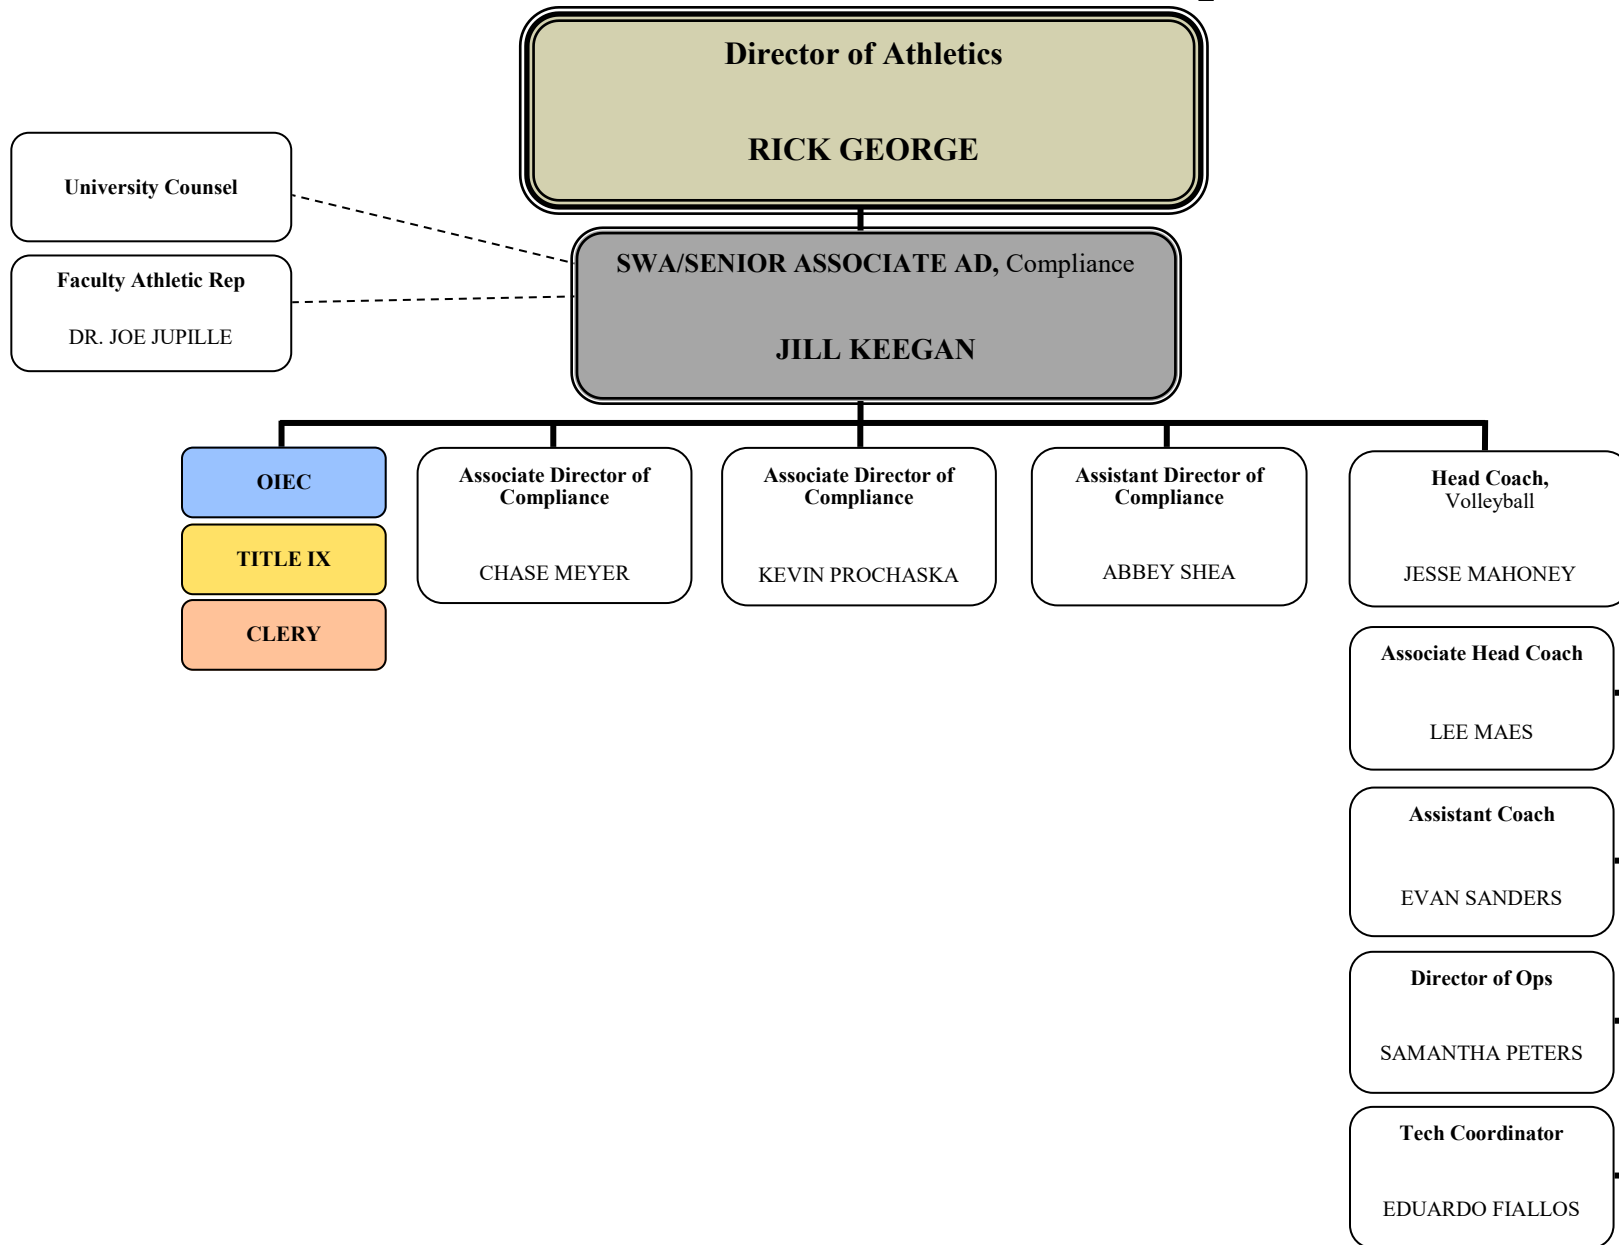 Director of Athletics
RICK GEORGE
University Counsel
Faculty Athletic Rep
DR. JOE JUPILLE
SWA/SENIOR ASSOCIATE AD, Compliance
JILL KEEGAN
OIEC
TITLE IX
CLERY
Associate Director of
Compliance
CHASE MEYER
Associate Director of
Compliance
KEVIN PROCHASKA
Assistant Director of
Compliance
ABBEY SHEA
Head Coach,
Volleyball
JESSE MAHONEY
Associate Head Coach
LEE MAES
Assistant Coach
EVAN SANDERS
Director of Ops
SAMANTHA PETERS
Tech Coordinator
EDUARDO FIALLOS